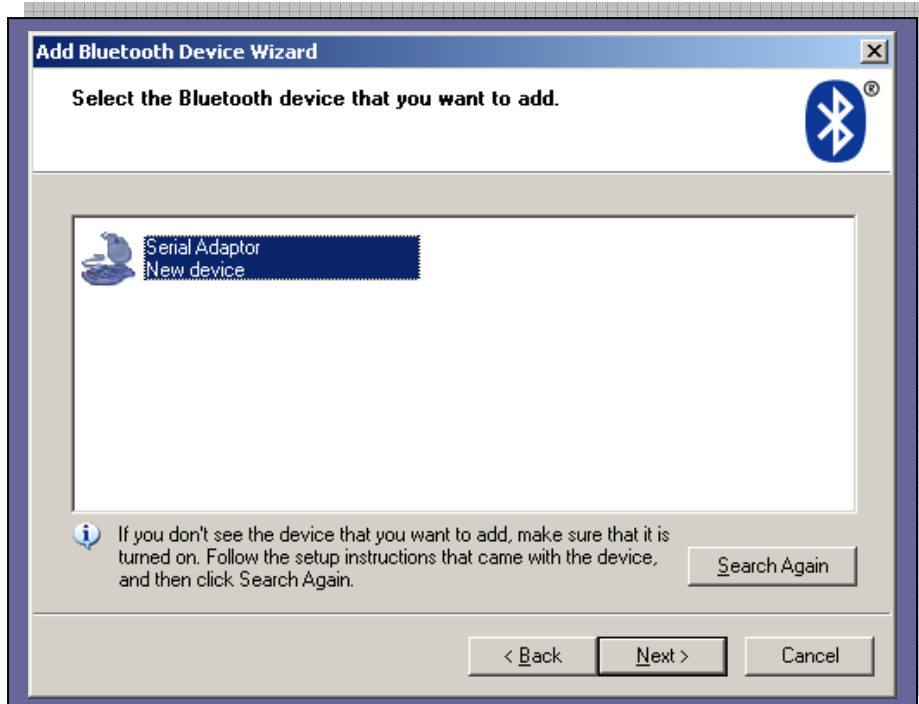 Add Bluetooth Device Wizard
Select the Bluetooth device that you want to add.
®
Serial Adaptor
New device
If you don't see the device that you want to add, make sure that it is
turned on. Follow the setup instructions that came with the device,
and then click Search Again.
Search Again
< Back
Next >
Cancel